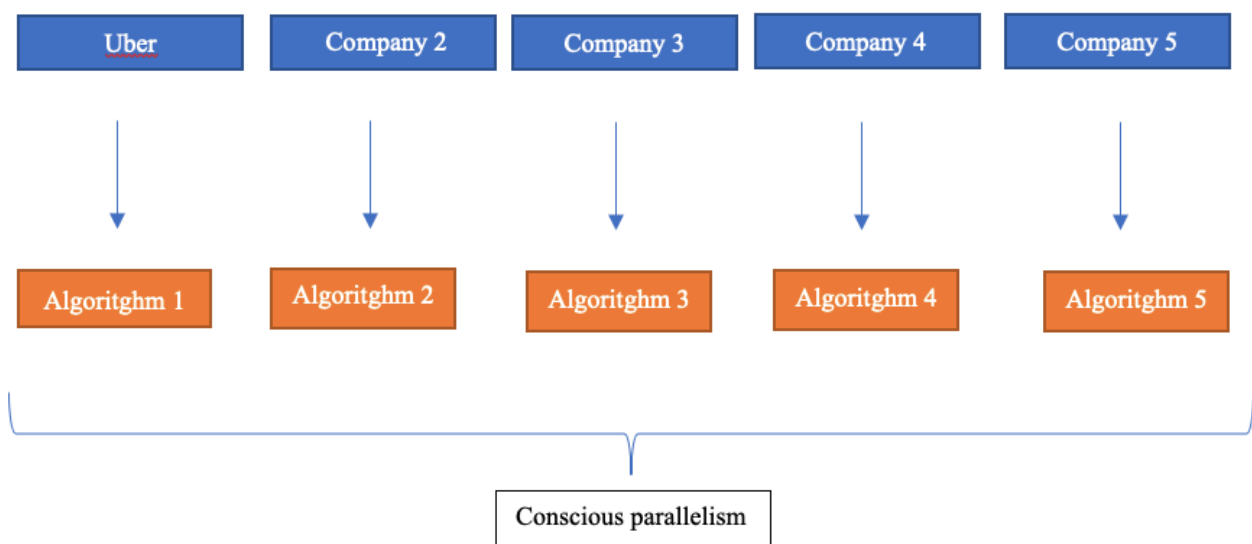 Uber
Company 2
Company 3
Company 4
Company 5
Algoritghm 1
Algoritghm 2
Algoritghm 3
Algoritghm 4
Algoritghm 5
Conscious parallelism